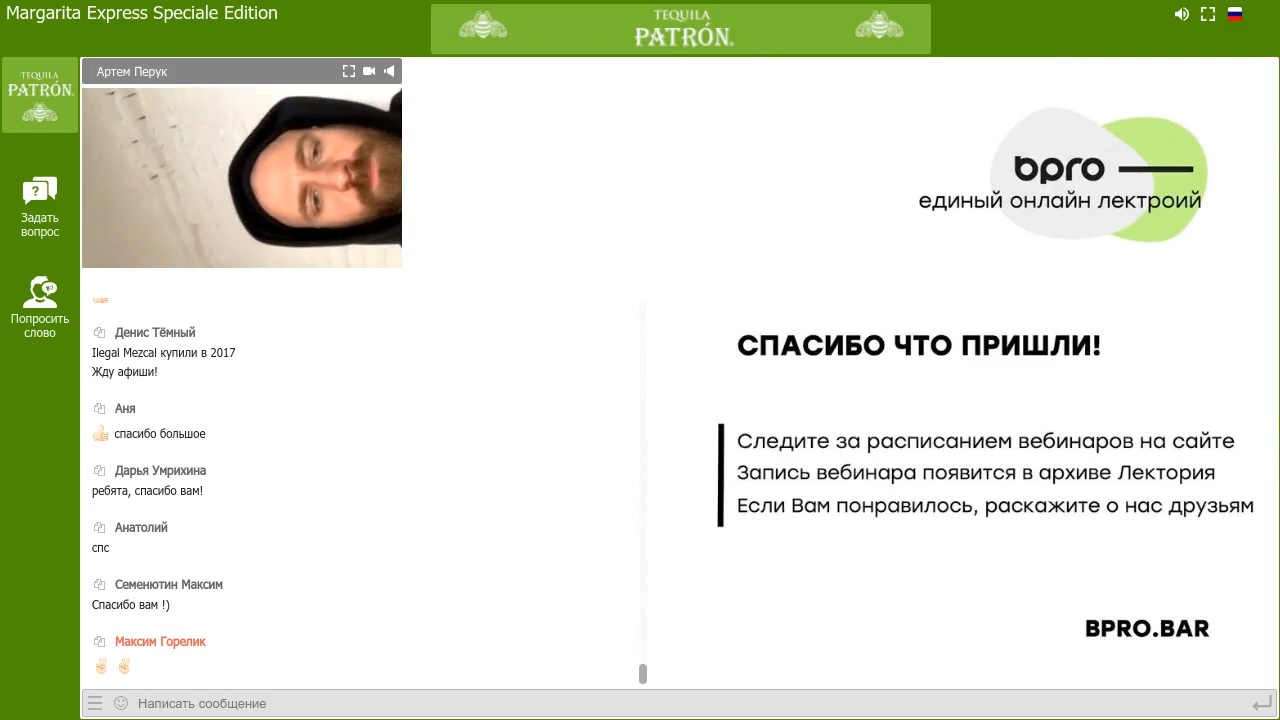 Margarita Express Speciale Edition
TEQUILA
PATRÓN
TEQUILA
PATRÓN
Артем Перук
Задать
вопрос
Попросить
слово
Денис Тёмный
Ilegal Mezcal купили в 2017
Жду афиши!
Аня
спасибо большое
Дарья Умрихина
ребята, спасибо вам!
Анатолий
спс
Семенютин Максим
Спасибо вам !)
Максим Горелик
Написать сообщение
bpro
единый онлайн лектроий
СПАСИБО ЧТО ПРИШЛИ!
Следите за расписанием вебинаров на сайте
Запись вебинара появится в архиве Лектория
Если Вам понравилось, раскажите о нас друзьям
BPRO.BAR